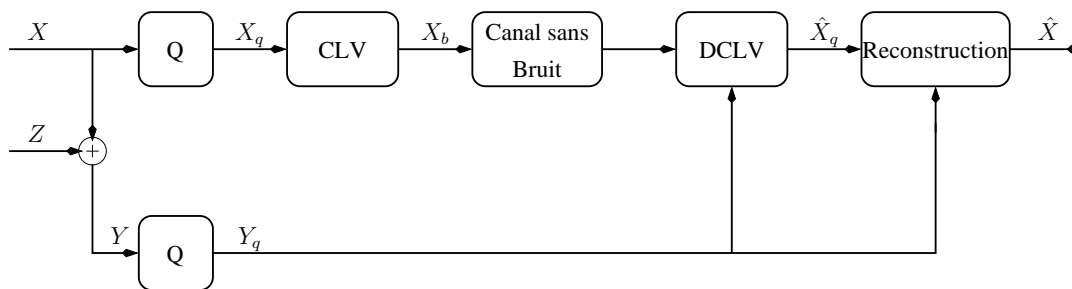 X
Q
X_q
CLV
X_b
Canal sans
Bruit
DCLV
X̂_q
Reconstruction
X̂
Z
+
Y
Q
Y_q